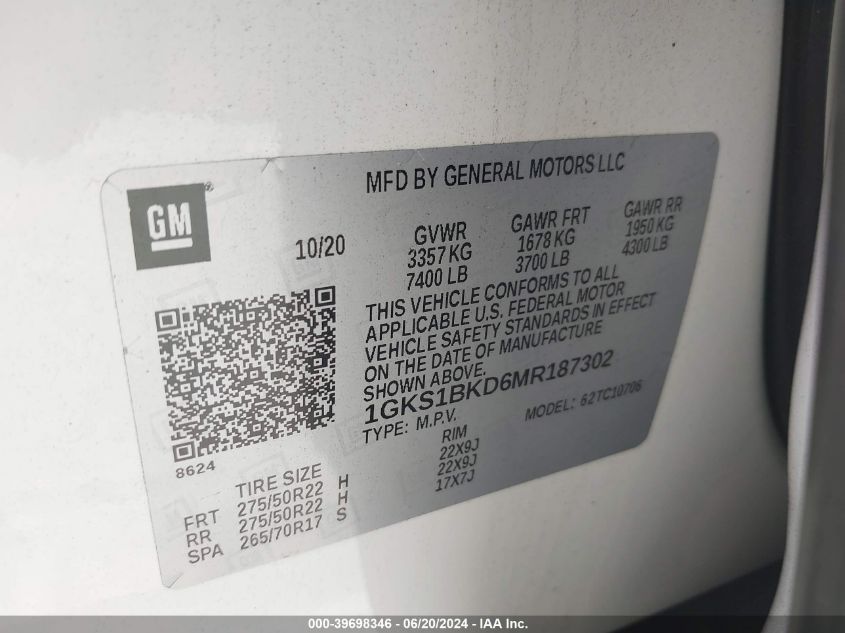 GM®
MFD BY GENERAL MOTORS LLC
10/20
GVWR
3357 KG
7400 LB
GAWR FRT
1678 KG
3700 LB
GAWR RR
1950 KG
4300 LB
THIS VEHICLE CONFORMS TO ALL
APPLICABLE U.S. FEDERAL MOTOR
VEHICLE SAFETY STANDARDS IN EFFECT
ON THE DATE OF MANUFACTURE
SHOWN ABOVE.
1GKS1BKD6MR187302
TYPE: M.P.V.
MODEL: 62TC10706
8624
TIRE SIZE
RIM
FRT 275/50R22 H 22X9J
RR 275/50R22 H 22X9J
SPA 265/70R17 S 17X7J
000-39698346 / 06/20/2024 / IAA Inc.